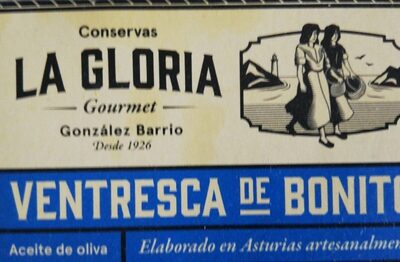 Conservas
LA GLORIA
Gourmet
González Barrio
Desde 1926
VENTRESCA DE BONITO
Aceite de oliva
Elaborado en Asturias artesanalmen